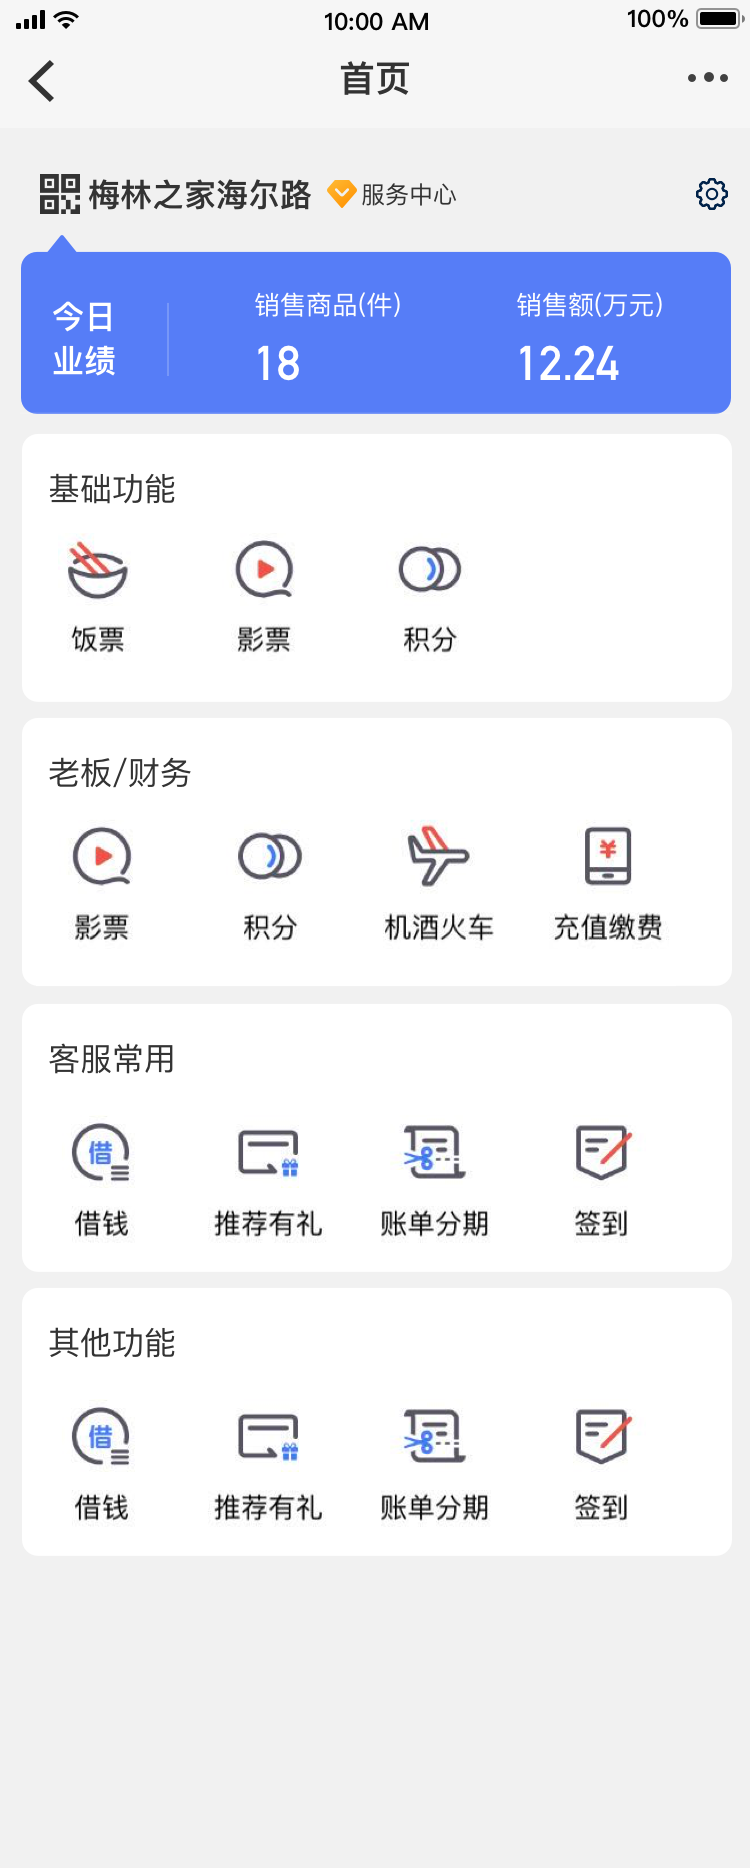 10:00 AM 100%
首页
梅林之家海尔路 服务中心
今日
业绩
销售商品(件) 销售额(万元)
18 12.24
基础功能
饭票 影票 积分
老板/财务
¥
影票 积分 机酒火车 充值缴费
客服常用
借
借钱 推荐有礼 账单分期 签到
其他功能
借
借钱 推荐有礼 账单分期 签到